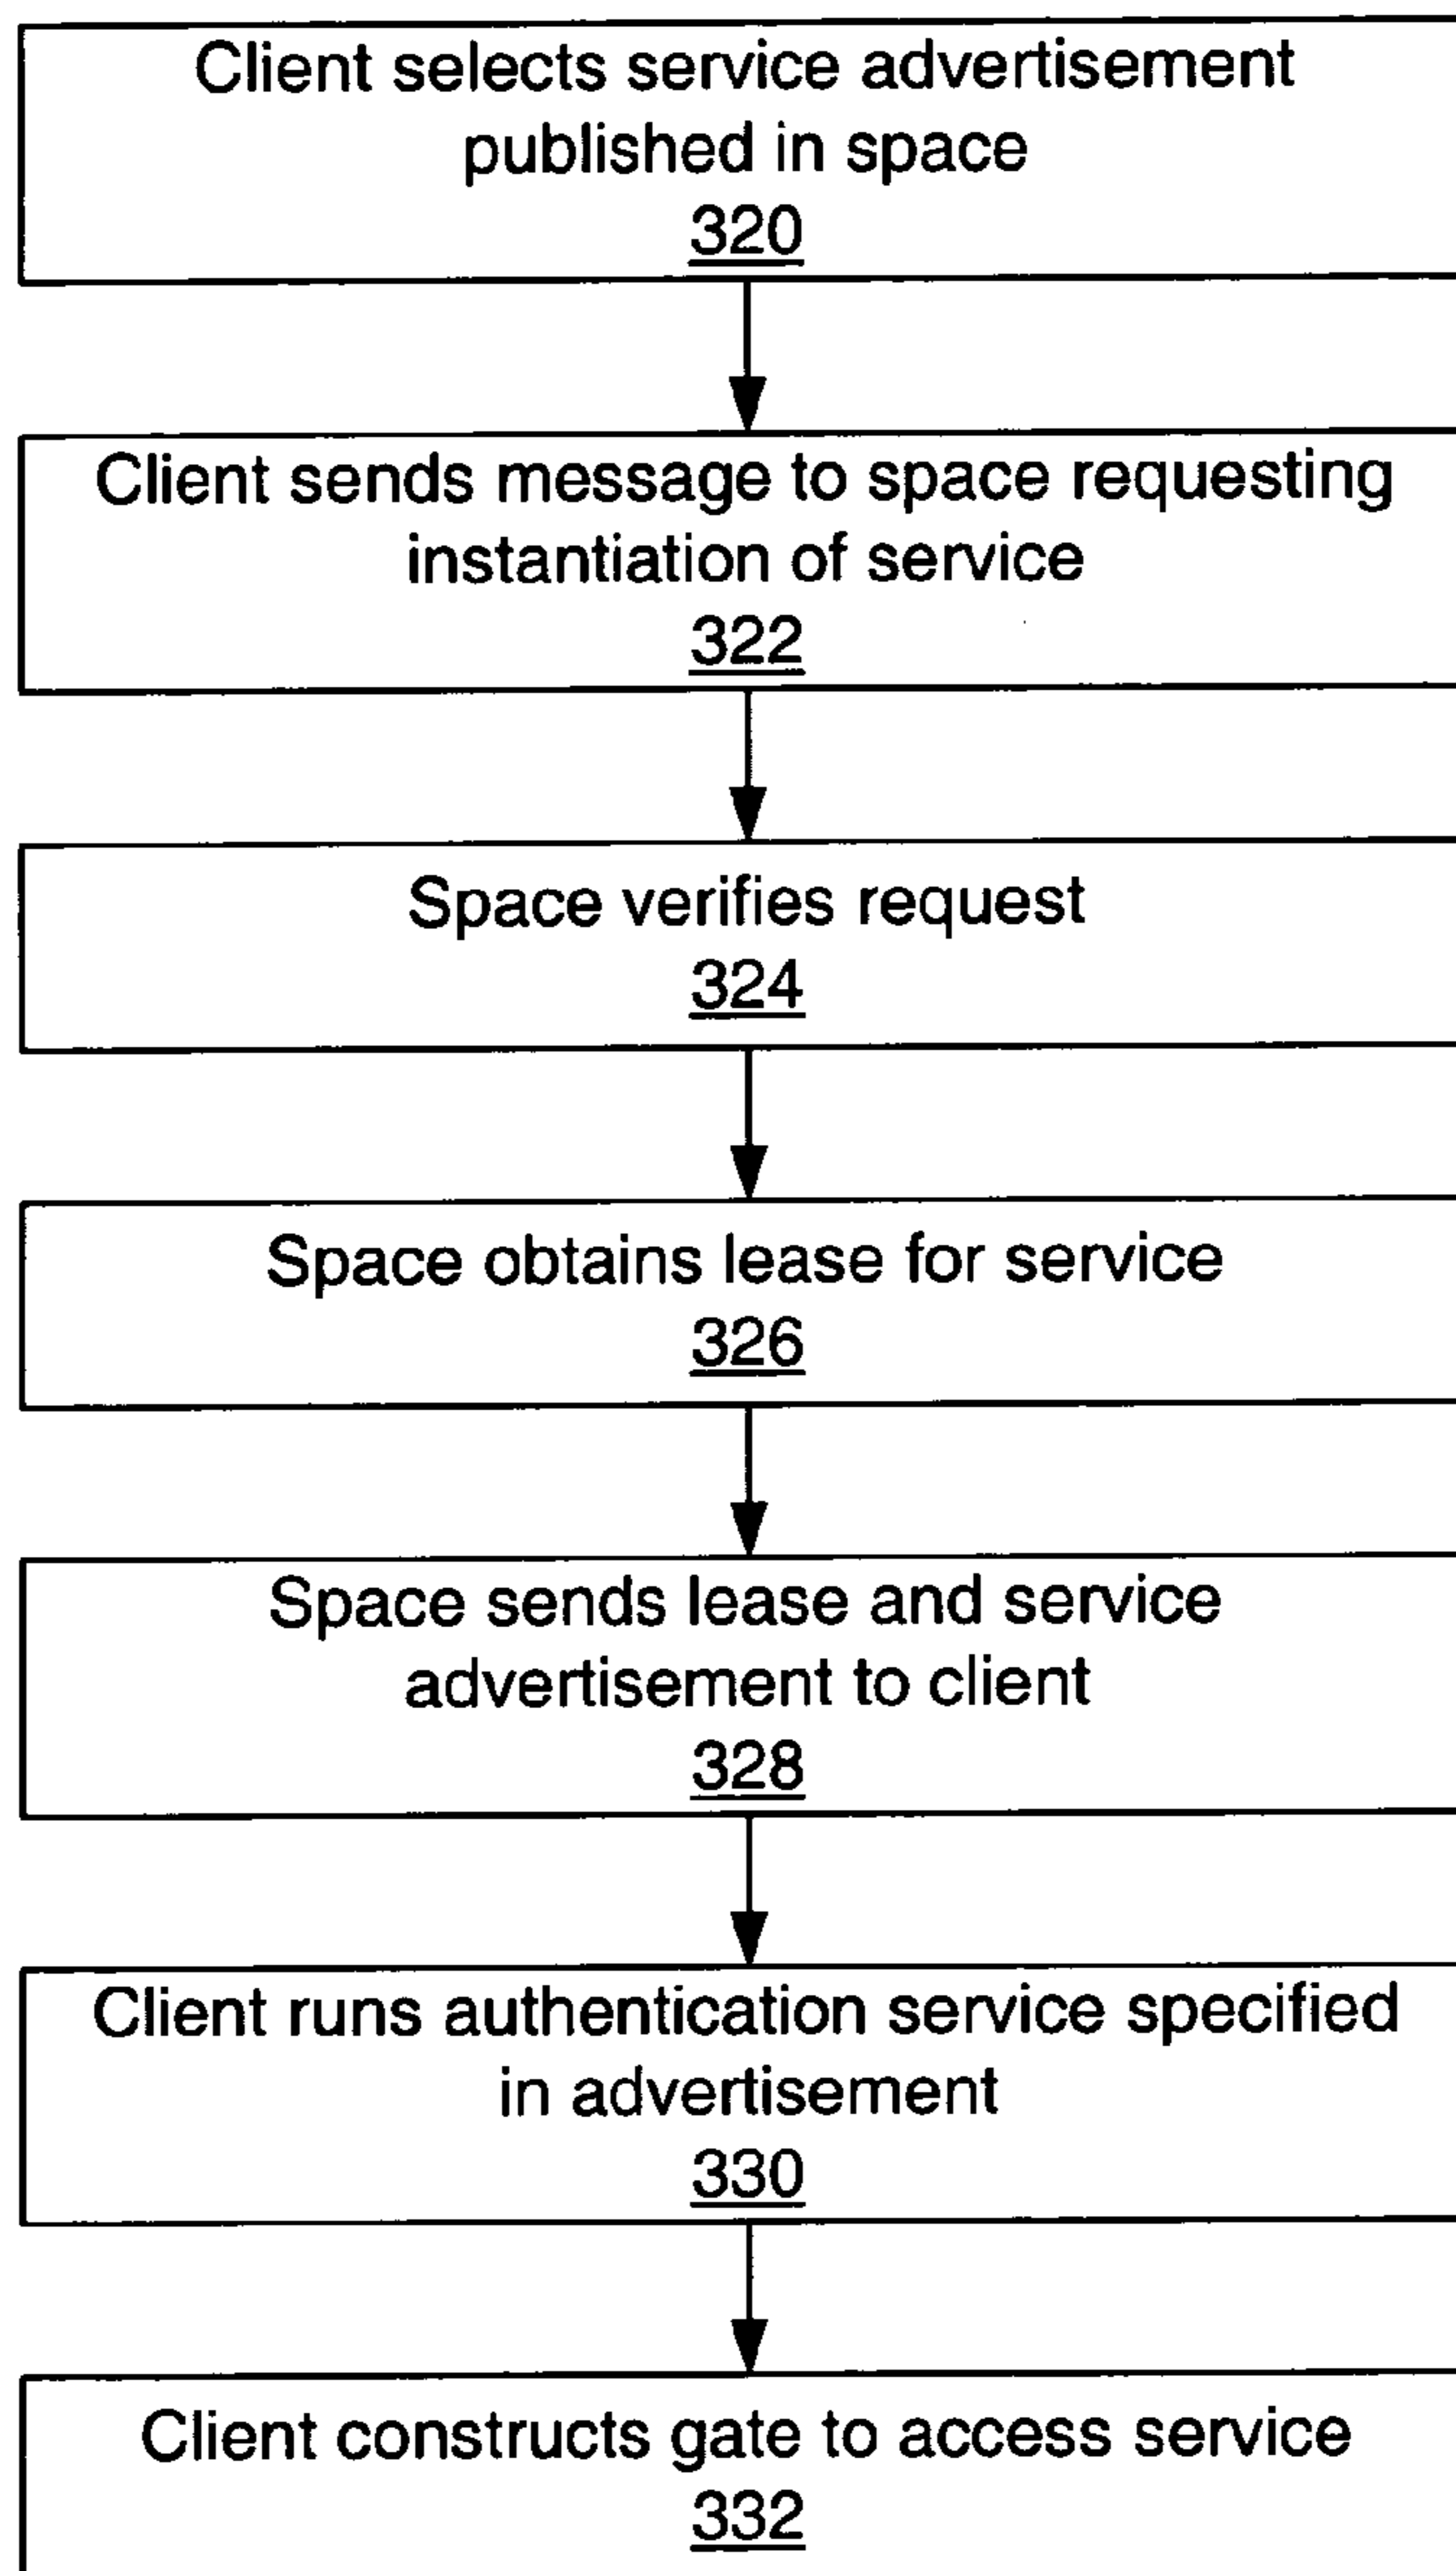 Client selects service advertisement
published in space
320
Client sends message to space requesting
instantiation of service
322
Space verifies request
324
Space obtains lease for service
326
Space sends lease and service
advertisement to client
328
Client runs authentication service specified
in advertisement
330
Client constructs gate to access service
332